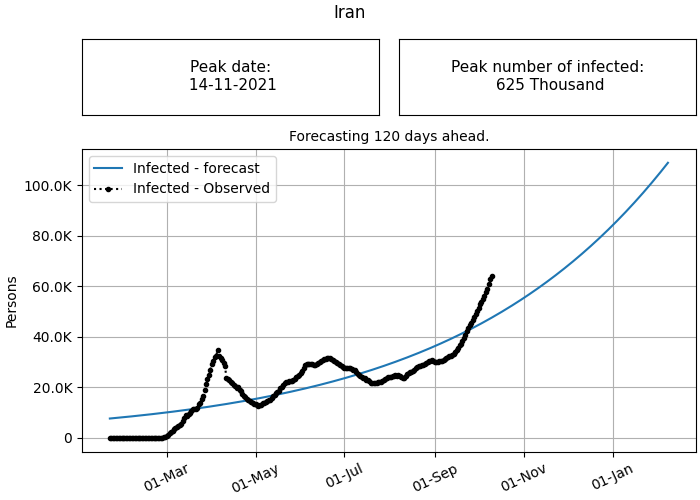 Iran
Peak date:
14-11-2021
Peak number of infected:
625 Thousand
Forecasting 120 days ahead.
Infected - forecast
Infected - Observed
100.0K
80.0K
60.0K
40.0K
20.0K
0
Persons
01-Mar
01-May
01-Jul
01-Sep
01-Nov
01-Jan